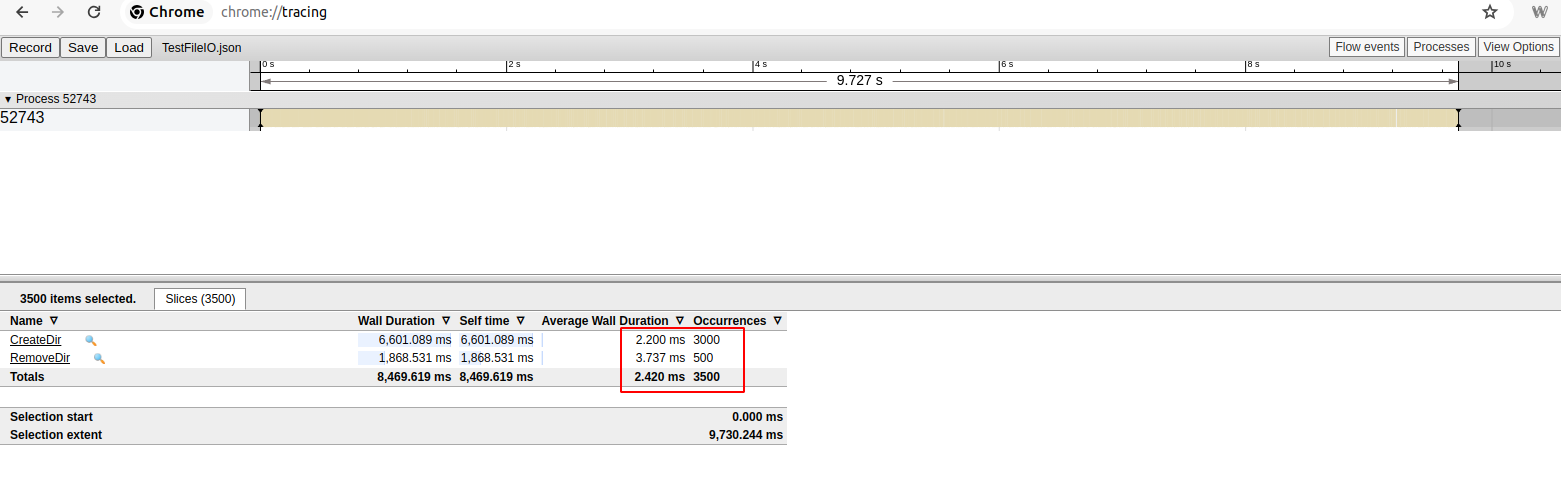 Chrome chrome://tracing
Record Save Load TestFileIO.json Flow events Processes View Options
0 s 2 s 4 s 6 s 8 s 10 s
9.727 s
▼ Process 52743
52743
3500 items selected. Slices (3500)
Name ▽ Wall Duration ▽ Self time ▽ Average Wall Duration ▽ Occurrences ▽
CreateDir 6,601.089 ms 6,601.089 ms 2.200 ms 3000
RemoveDir 1,868.531 ms 1,868.531 ms 3.737 ms 500
Totals 8,469.619 ms 8,469.619 ms 2.420 ms 3500
Selection start 0.000 ms
Selection extent 9,730.244 ms